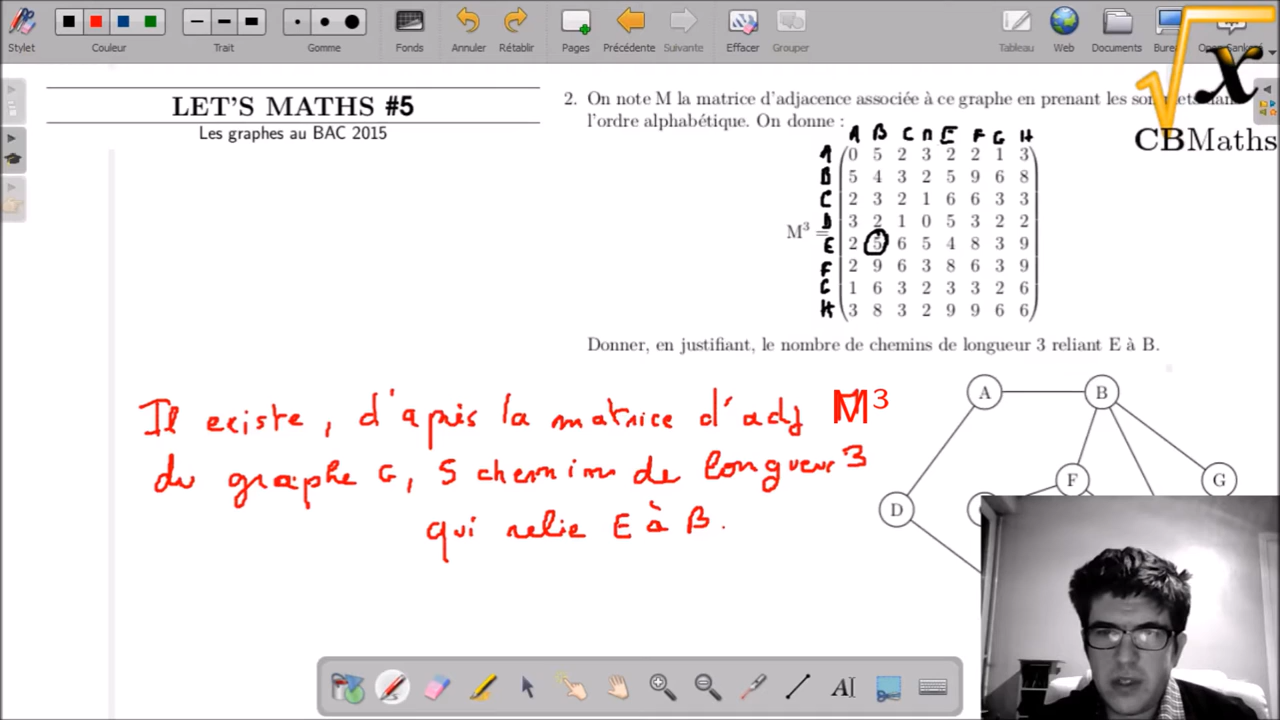 Stylet
Couleur
Trait
Gomme
Fonds
Annuler
Rétablir
Pages
Précédente
Suivante
Effacer
Grouper
Tableau
Web
Documents
LET'S MATHS #5
Les graphes au BAC 2015
x
CBMaths
2. On note M la matrice d'adjacence associée à ce graphe en prenant les
l'ordre alphabétique. On donne :
A B C D E F G H
A 0 5 2 3 2 2 1 3
B 5 4 3 2 5 9 6 8
C 2 3 2 1 6 6 3 3
D 3 2 1 0 5 3 2 2
M³ = E 2 5 6 5 4 8 3 9
F 2 9 6 3 8 6 3 9
G 1 6 3 2 3 3 2 6
H 3 8 3 2 9 9 6 6
Donner, en justifiant, le nombre de chemins de longueur 3 reliant E à B.
Il existe, d'après la matrice d'adj M³
du graphe G, 5 chemins de longueur 3
qui relie E à B.
A
B
F
G
D
AI